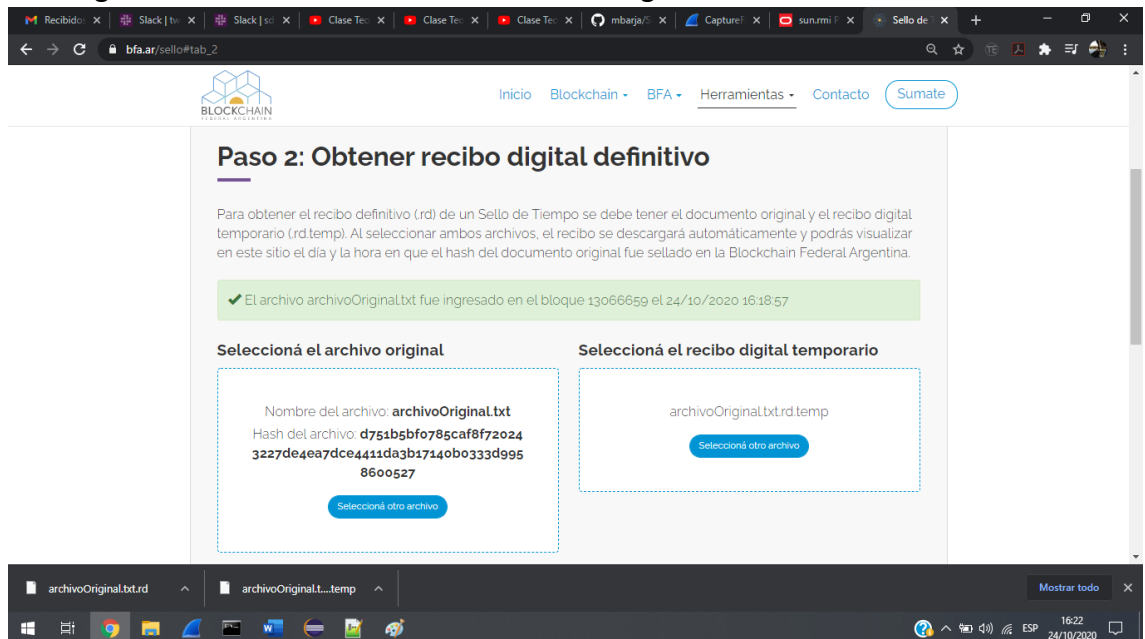 Recibidos
Slack | tw
Slack | sd
Clase Teo
Clase Teo
Clase Teo
mbarja/S
CaptureF
sun.rmi P
Sello de T
bfa.ar/sello#tab_2
BLOCKCHAIN
FEDERAL ARGENTINA
Inicio Blockchain BFA Herramientas Contacto Sumate
Paso 2: Obtener recibo digital definitivo
Para obtener el recibo definitivo (.rd) de un Sello de Tiempo se debe tener el documento original y el recibo digital
temporario (.rd.temp). Al seleccionar ambos archivos, el recibo se descargará automáticamente y podrás visualizar
en este sitio el día y la hora en que el hash del documento original fue sellado en la Blockchain Federal Argentina.
El archivo archivoOriginal.txt fue ingresado en el bloque 13066659 el 24/10/2020 16:18:57
Seleccioná el archivo original
Nombre del archivo: archivoOriginal.txt
Hash del archivo: d751b5bf0785caf8f72024
3227de4ea7dce4411da3b17140b0333d995
8600527
Seleccioná otro archivo
Seleccioná el recibo digital temporario
archivoOriginal.txt.rd.temp
Seleccioná otro archivo
archivoOriginal.txt.rd
archivoOriginal.t....temp
Mostrar todo
ESP
16:22
24/10/2020